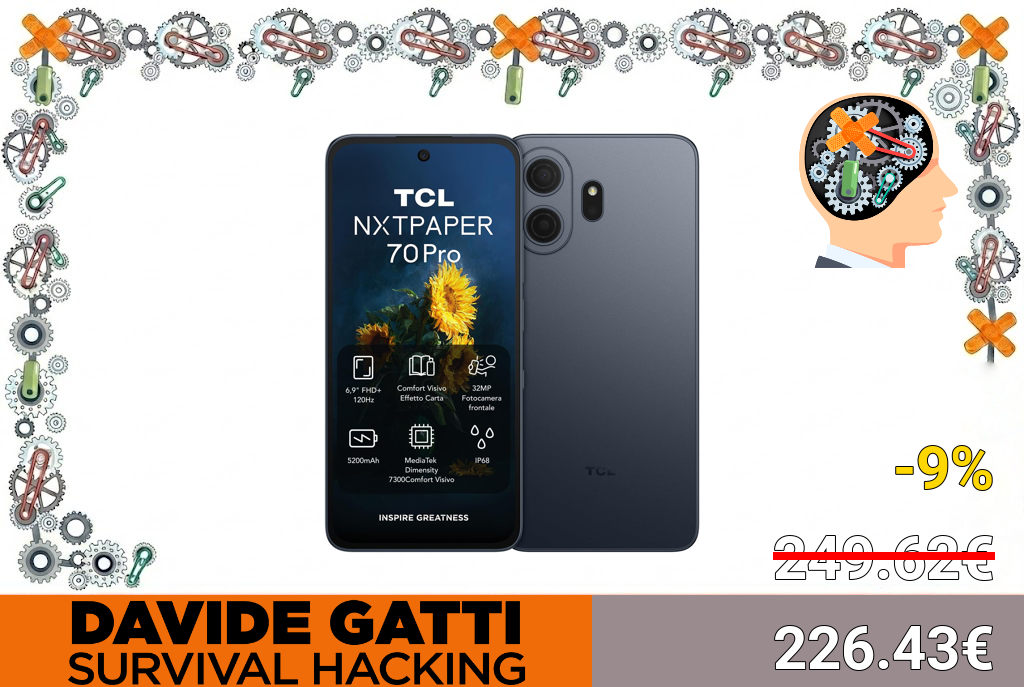 TCL
NXTPAPER
70 Pro
6,9" FHD+
120Hz
Comfort Visivo
Effetto Carta
32MP
Fotocamera
frontale
5200mAh
MediaTek
Dimensity
7300Comfort Visivo
IP68
INSPIRE GREATNESS
TCL
-9%
249.62€
226.43€
DAVIDE GATTI
SURVIVAL HACKING